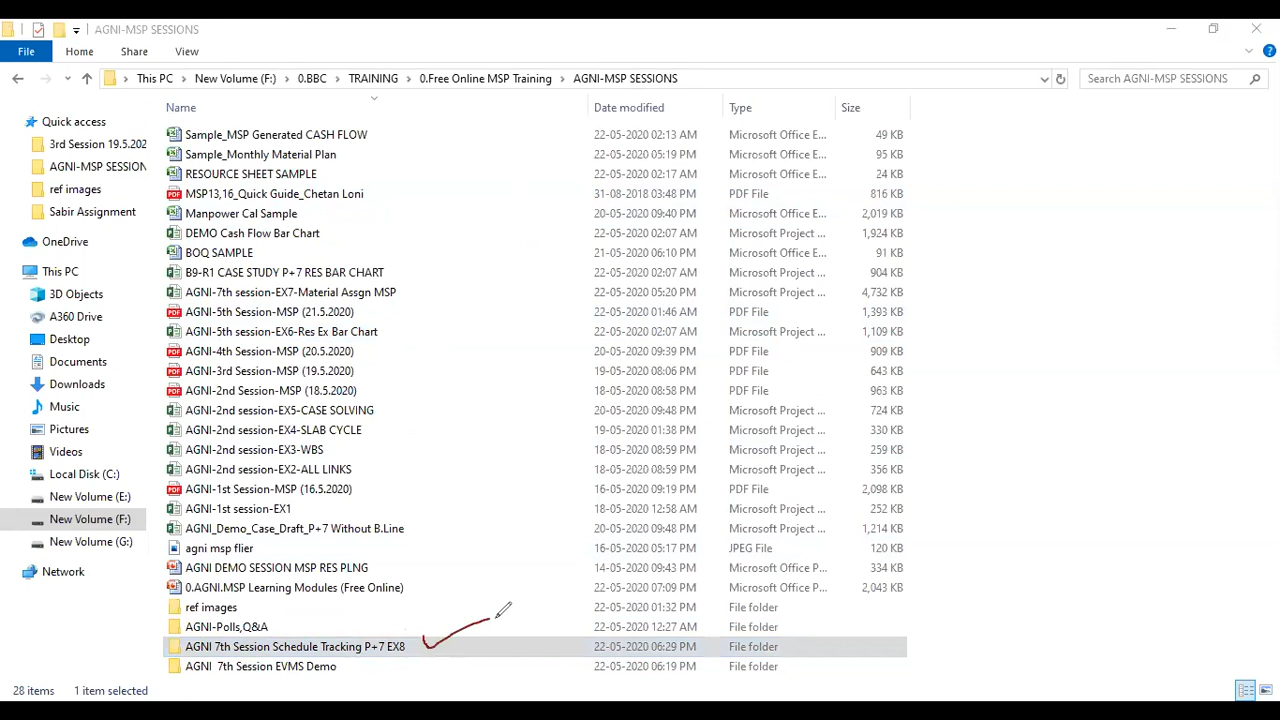 AGNI-MSP SESSIONS
File Home Share View
This PC New Volume (F:) 0.BBC TRAINING 0.Free Online MSP Training AGNI-MSP SESSIONS Search AGNI-MSP SESSIONS
Name Date modified Type Size
Quick access
3rd Session 19.5.202
AGNI-MSP SESSION
ref images
Sabir Assignment
OneDrive
This PC
3D Objects
A360 Drive
Desktop
Documents
Downloads
Music
Pictures
Videos
Local Disk (C:)
New Volume (E:)
New Volume (F:)
New Volume (G:)
Network
Sample_MSP Generated CASH FLOW 22-05-2020 02:13 AM Microsoft Office E... 49 KB
Sample_Monthly Material Plan 22-05-2020 05:19 PM Microsoft Office E... 95 KB
RESOURCE SHEET SAMPLE 22-05-2020 02:17 AM Microsoft Office E... 24 KB
MSP13,16_Quick Guide_Chetan Loni 31-08-2018 03:48 PM PDF File 816 KB
Manpower Cal Sample 20-05-2020 09:40 PM Microsoft Office E... 2,019 KB
DEMO Cash Flow Bar Chart 22-05-2020 02:07 AM Microsoft Project ... 1,924 KB
BOQ SAMPLE 21-05-2020 06:10 PM Microsoft Office E... 91 KB
B9-R1 CASE STUDY P+7 RES BAR CHART 22-05-2020 02:07 AM Microsoft Project ... 904 KB
AGNI-7th session-EX7-Material Assgn MSP 22-05-2020 05:20 PM Microsoft Project ... 4,732 KB
AGNI-5th Session-MSP (21.5.2020) 22-05-2020 01:46 AM PDF File 1,393 KB
AGNI-5th session-EX6-Res Ex Bar Chart 22-05-2020 02:07 AM Microsoft Project ... 1,109 KB
AGNI-4th Session-MSP (20.5.2020) 20-05-2020 09:39 PM PDF File 909 KB
AGNI-3rd Session-MSP (19.5.2020) 19-05-2020 08:06 PM PDF File 643 KB
AGNI-2nd Session-MSP (18.5.2020) 18-05-2020 08:58 PM PDF File 963 KB
AGNI-2nd session-EX5-CASE SOLVING 20-05-2020 09:48 PM Microsoft Project ... 724 KB
AGNI-2nd session-EX4-SLAB CYCLE 19-05-2020 01:38 PM Microsoft Project ... 330 KB
AGNI-2nd session-EX3-WBS 18-05-2020 08:59 PM Microsoft Project ... 259 KB
AGNI-2nd session-EX2-ALL LINKS 18-05-2020 08:59 PM Microsoft Project ... 356 KB
AGNI-1st Session-MSP (16.5.2020) 16-05-2020 09:19 PM PDF File 2,098 KB
AGNI-1st session-EX1 18-05-2020 12:58 AM Microsoft Project ... 252 KB
AGNI_Demo_Case_Draft_P+7 Without B.Line 20-05-2020 09:48 PM Microsoft Project ... 1,214 KB
agni msp flier 16-05-2020 05:17 PM JPEG File 120 KB
AGNI DEMO SESSION MSP RES PLNG 14-05-2020 09:43 PM Microsoft Office P... 334 KB
0.AGNI.MSP Learning Modules (Free Online) 22-05-2020 07:09 PM Microsoft Office P... 2,043 KB
ref images 22-05-2020 01:32 PM File folder
AGNI-Polls,Q&A 22-05-2020 12:27 AM File folder
AGNI 7th Session Schedule Tracking P+7 EX8 22-05-2020 06:29 PM File folder
AGNI 7th Session EVMS Demo 22-05-2020 06:19 PM File folder
28 items 1 item selected